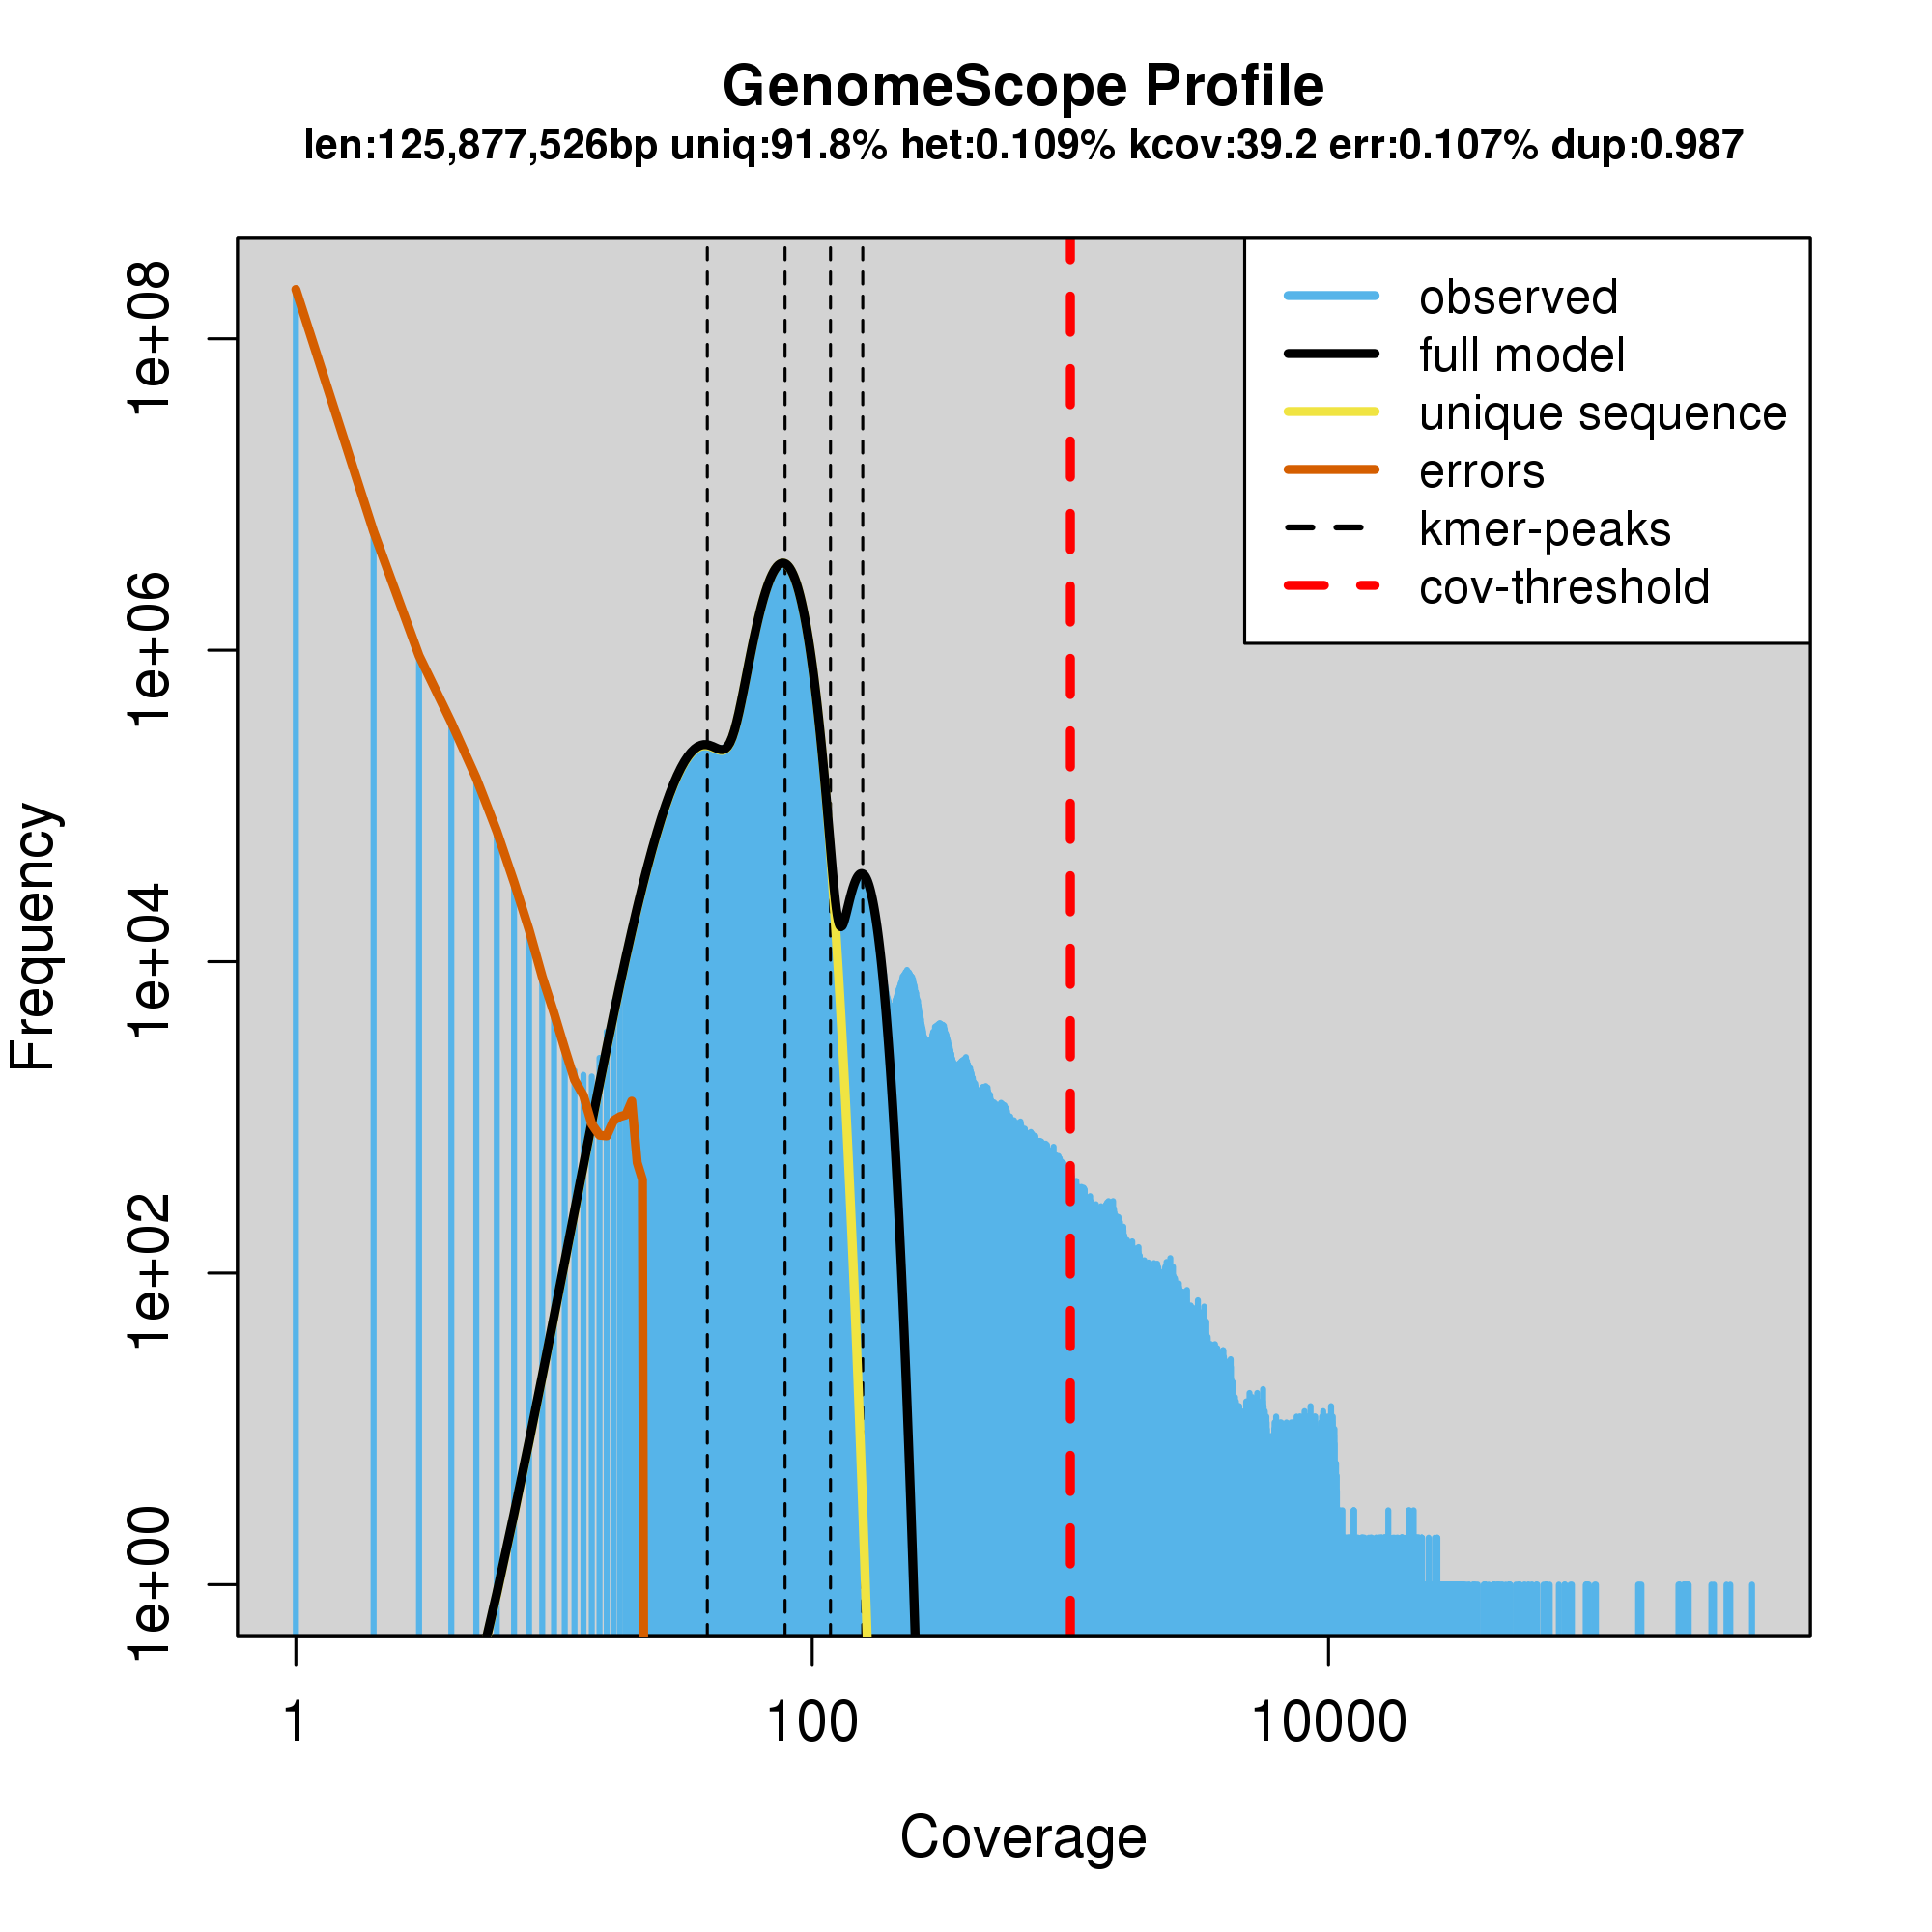 GenomeScope Profile
len:125,877,526bp uniq:91.8% het:0.109% kcov:39.2 err:0.107% dup:0.987
observed
full model
unique sequence
errors
kmer-peaks
cov-threshold
Frequency
1e+08
1e+06
1e+04
1e+02
1e+00
1
100
10000
Coverage